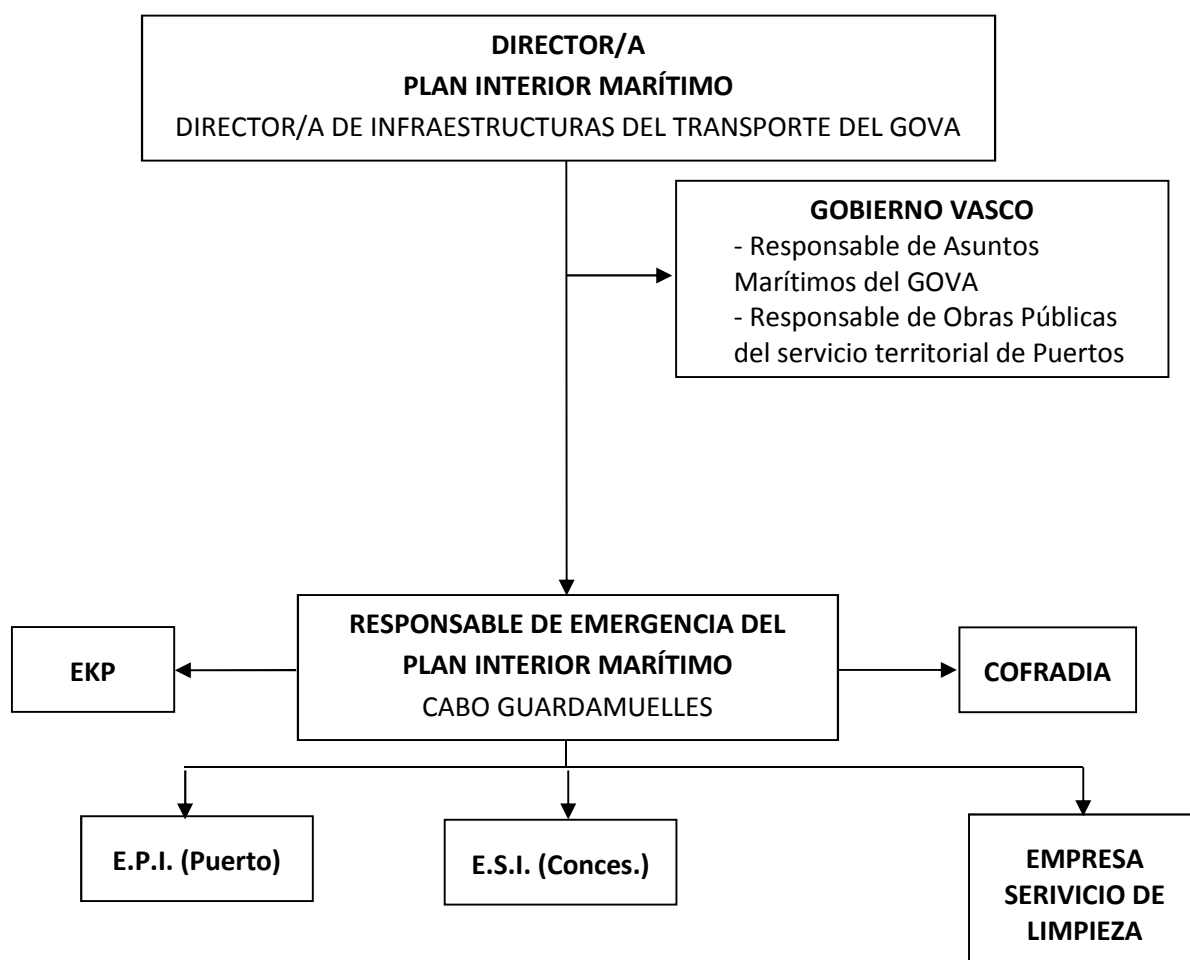 DIRECTOR/A
PLAN INTERIOR MARÍTIMO
DIRECTOR/A DE INFRAESTRUCTURAS DEL TRANSPORTE DEL GOVA
GOBIERNO VASCO
- Responsable de Asuntos
Marítimos del GOVA
- Responsable de Obras Públicas
del servicio territorial de Puertos
EKP
RESPONSABLE DE EMERGENCIA DEL
PLAN INTERIOR MARÍTIMO
CABO GUARDAMUELLES
COFRADIA
E.P.I. (Puerto)
E.S.I. (Conces.)
EMPRESA
SERIVICIO DE
LIMPIEZA